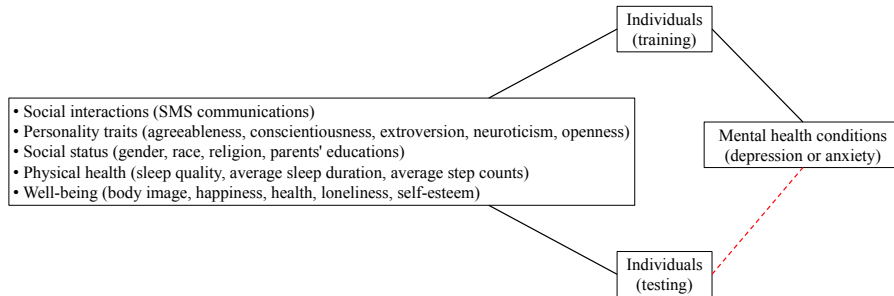 Individuals
(training)
• Social interactions (SMS communications)
• Personality traits (agreeableness, conscientiousness, extroversion, neuroticism, openness)
• Social status (gender, race, religion, parents' educations)
• Physical health (sleep quality, average sleep duration, average step counts)
• Well-being (body image, happiness, health, loneliness, self-esteem)
Mental health conditions
(depression or anxiety)
Individuals
(testing)